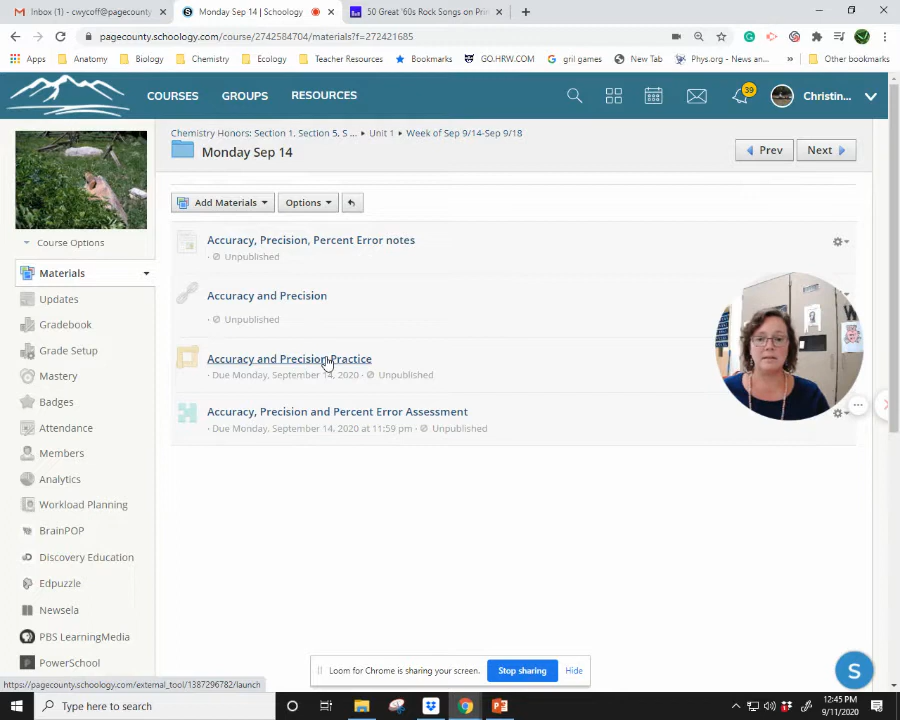 Inbox (1) - cwycoff@pagecounty
Monday Sep 14 | Schoology
50 Great '60s Rock Songs on Prin
pagecounty.schoology.com/course/2742584704/materials?f=272421685
Apps Anatomy Biology Chemistry Ecology Teacher Resources Bookmarks GO.HRW.COM gril games New Tab Phys.org - News an... » Other bookmarks
COURSES GROUPS RESOURCES 39 Christin...
Chemistry Honors: Section 1, Section 5, S ... Unit 1 Week of Sep 9/14-Sep 9/18
Monday Sep 14
Prev Next
Add Materials Options
Course Options
Materials
Updates
Gradebook
Grade Setup
Mastery
Badges
Attendance
Members
Analytics
Workload Planning
BrainPOP
Discovery Education
Edpuzzle
Newsela
PBS LearningMedia
PowerSchool
Accuracy, Precision, Percent Error notes
· Unpublished
Accuracy and Precision
Unpublished
Accuracy and Precision Practice
· Due Monday, September 14, 2020 · Unpublished
Accuracy, Precision and Percent Error Assessment
· Due Monday, September 14, 2020 at 11:59 pm · Unpublished
Loom for Chrome is sharing your screen. Stop sharing Hide
S
https://pagecounty.schoology.com/external_tool/1387296782/launch
Type here to search
12:45 PM
9/11/2020